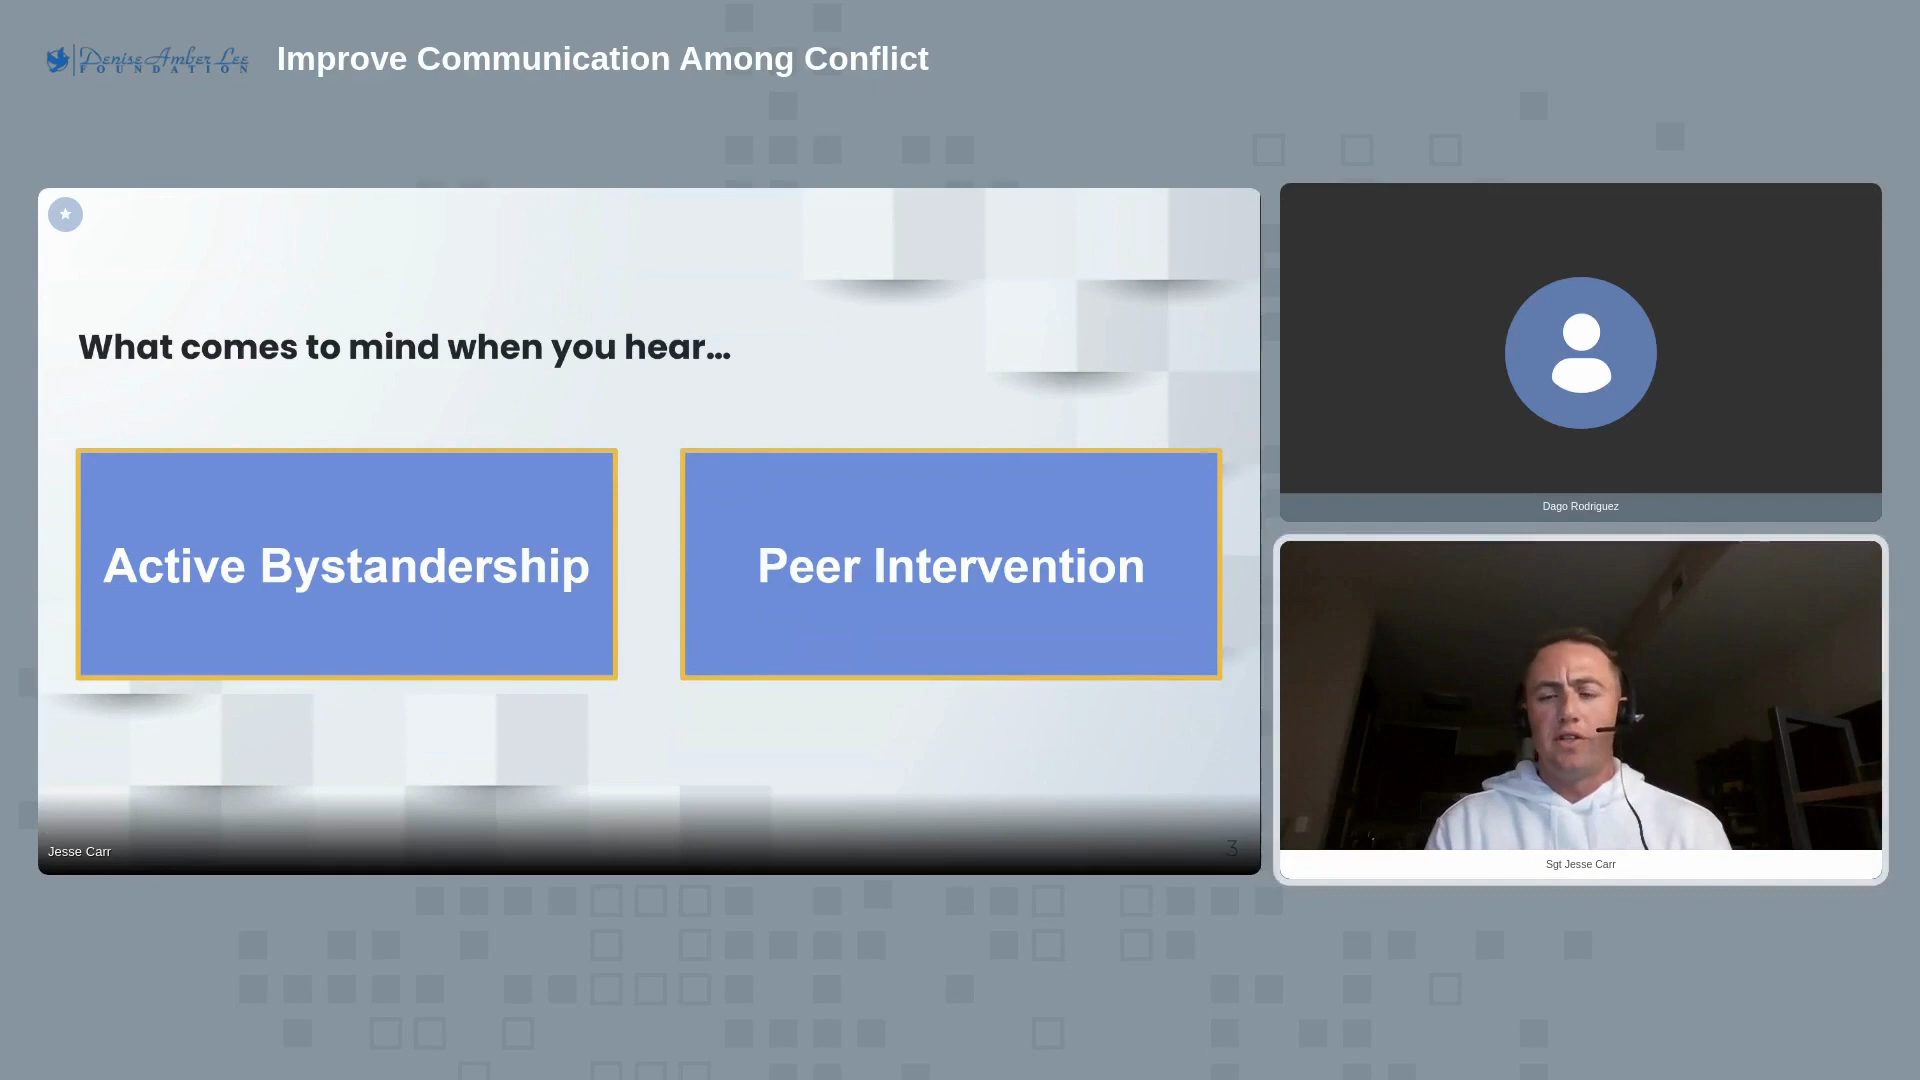 Denise Amber Lee
FOUNDATION
Improve Communication Among Conflict
What comes to mind when you hear...
Active Bystandership
Peer Intervention
Jesse Carr
3
Dago Rodriguez
Sgt Jesse Carr